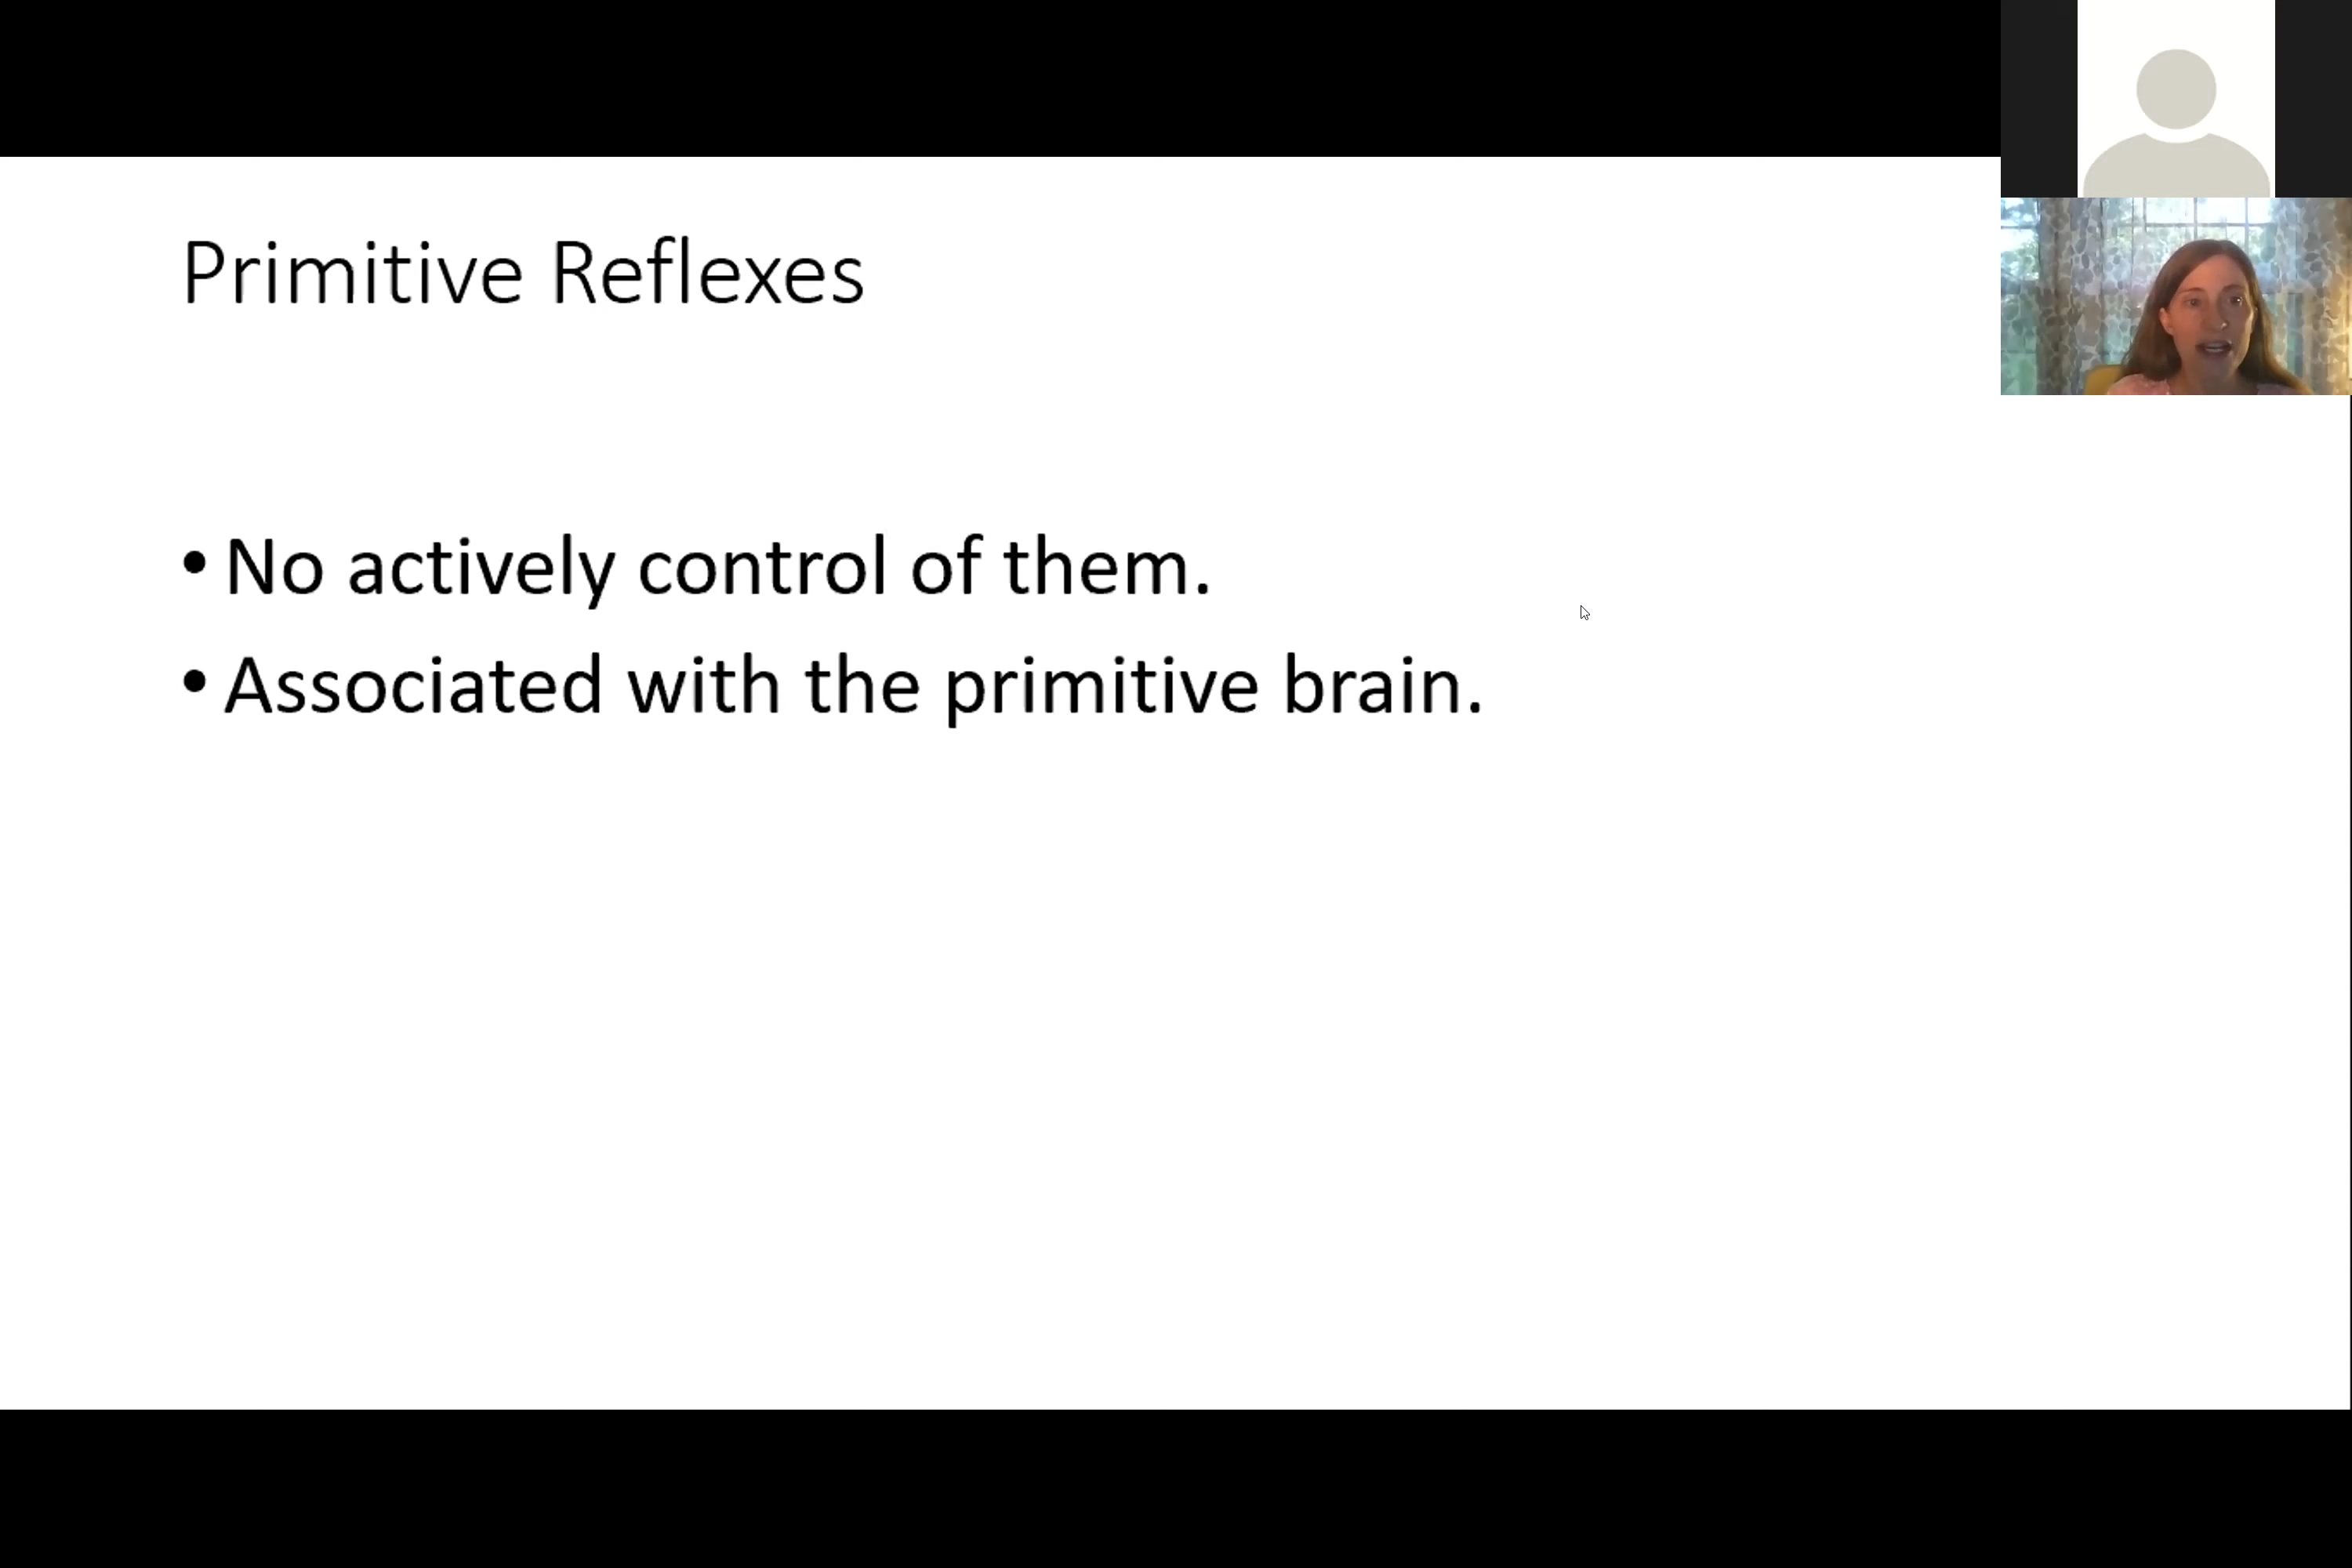 Primitive Reflexes
• No actively control of them.
• Associated with the primitive brain.